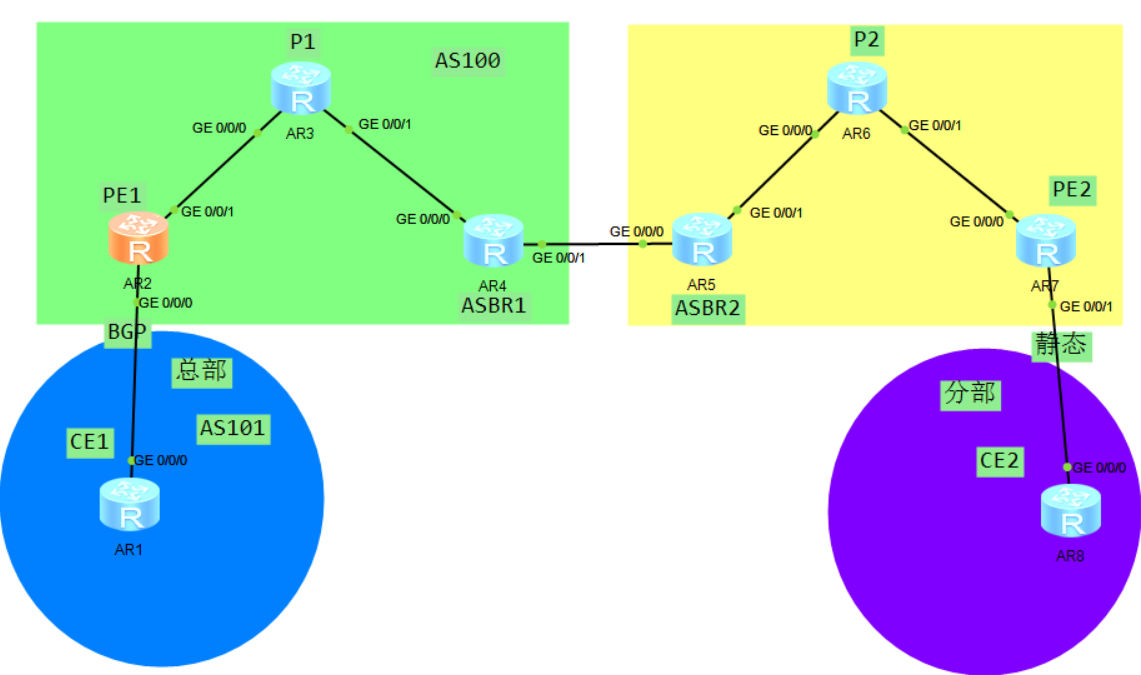 P1
AS100
GE 0/0/0
GE 0/0/1
AR3
PE1
GE 0/0/1
GE 0/0/0
AR2
GE 0/0/0
AR4
GE 0/0/1
ASBR1
P2
GE 0/0/0
GE 0/0/1
AR6
PE2
GE 0/0/1
GE 0/0/0
GE 0/0/0
AR5
ASBR2
AR7
GE 0/0/1
BGP
总部
AS101
CE1
GE 0/0/0
R
AR1
静态
分部
CE2
GE 0/0/0
R
AR8
R
R
R
R
R
R